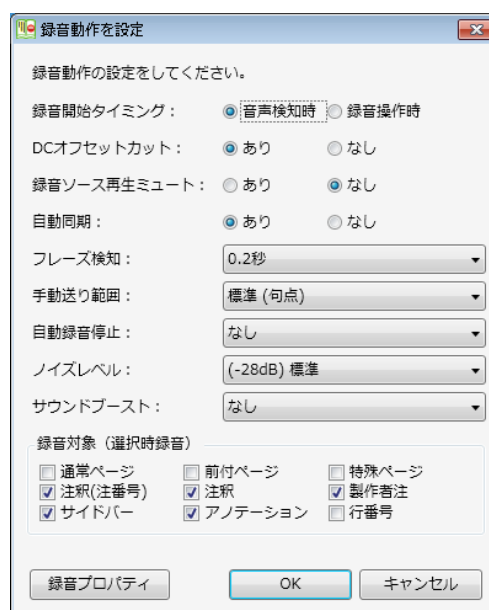 録音動作を設定
録音動作の設定をしてください。
録音開始タイミング： 音声検知時 録音操作時
DCオフセットカット： あり なし
録音ソース再生ミュート： あり なし
自動同期： あり なし
フレーズ検知： 0.2秒
手動送り範囲： 標準 (句点)
自動録音停止： なし
ノイズレベル： (-28dB) 標準
サウンドブースト： なし
録音対象（選択時録音）
通常ページ 前付ページ 特殊ページ
注釈(注番号) 注釈 製作者注
サイドバー アノテーション 行番号
録音プロパティ OK キャンセル